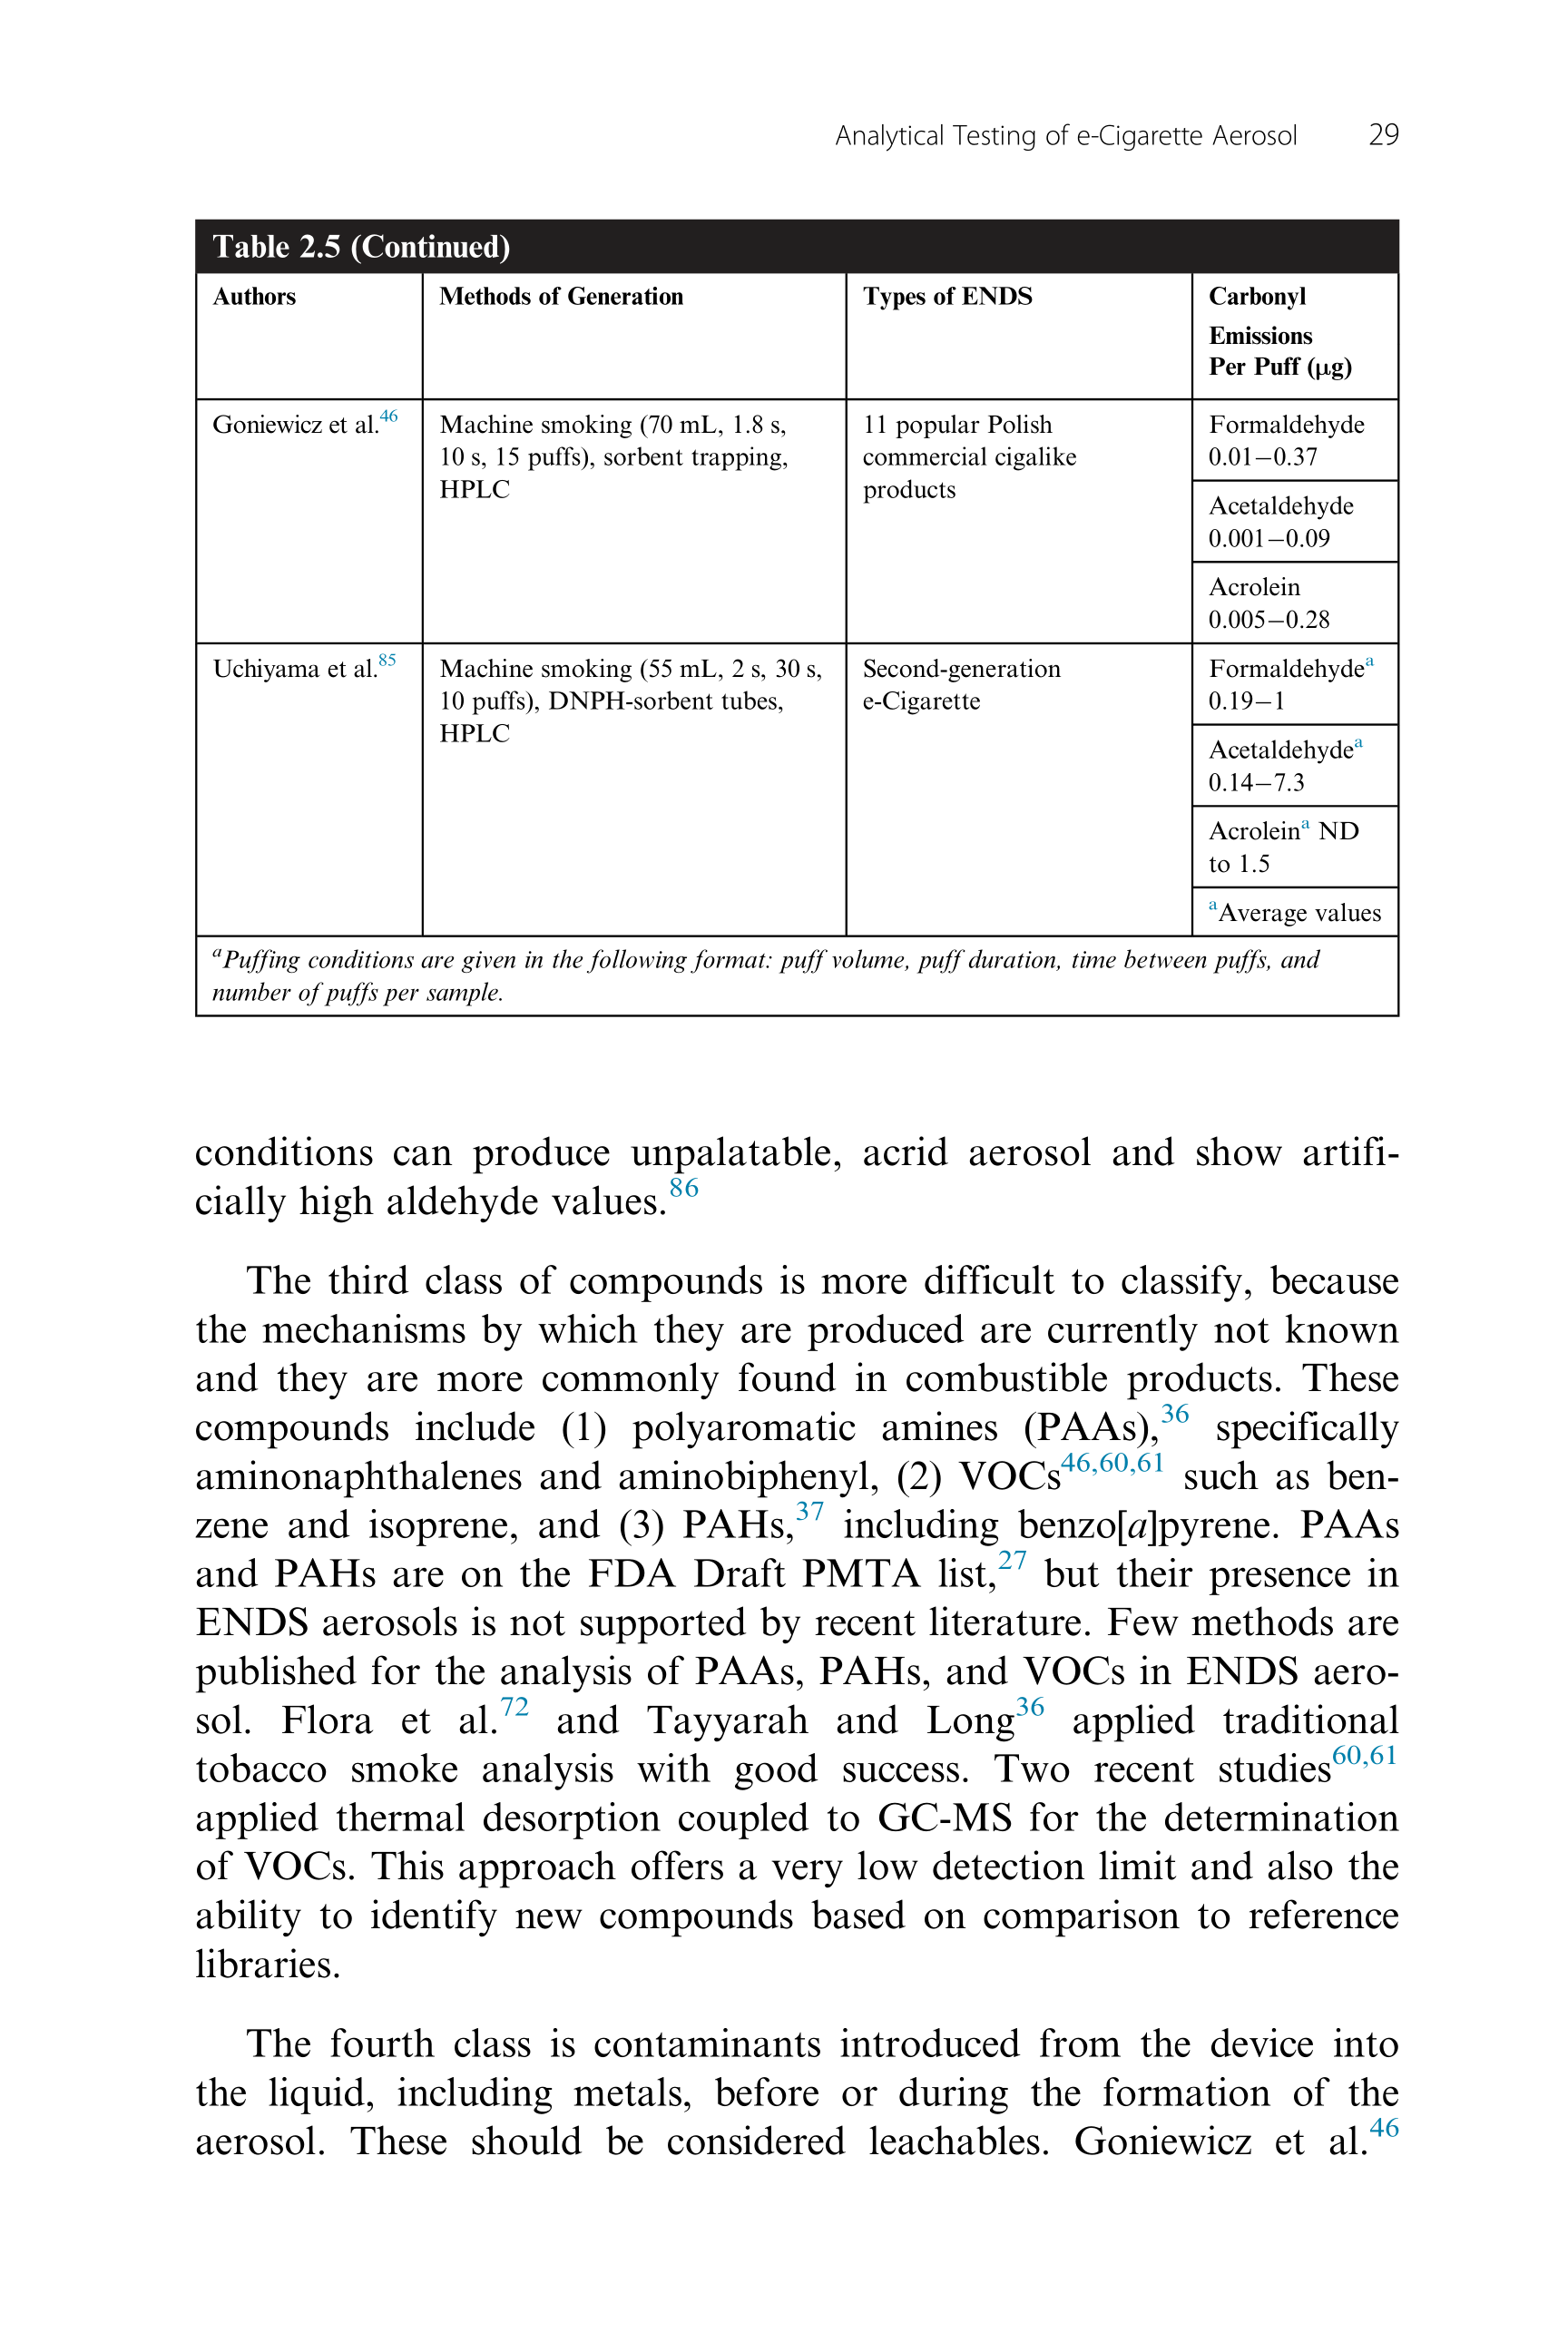 Analytical Testing of e-Cigarette Aerosol 29
Table 2.5 (Continued)
Authors Methods of Generation Types of ENDS Carbonyl
Emissions
Per Puff (μg)
Goniewicz et al.46 Machine smoking (70 mL, 1.8 s, 11 popular Polish Formaldehyde
10 s, 15 puffs), sorbent trapping, commercial cigalike 0.01–0.37
HPLC products
Acetaldehyde
0.001–0.09
Acrolein
0.005–0.28
Uchiyama et al.85 Machine smoking (55 mL, 2 s, 30 s, Second-generation Formaldehydea
10 puffs), DNPH-sorbent tubes, e-Cigarette 0.19–1
HPLC
Acetaldehydea
0.14–7.3
Acroleina ND
to 1.5
aAverage values
aPuffing conditions are given in the following format: puff volume, puff duration, time between puffs, and
number of puffs per sample.
conditions can produce unpalatable, acrid aerosol and show artifi-
cially high aldehyde values.86
The third class of compounds is more difficult to classify, because
the mechanisms by which they are produced are currently not known
and they are more commonly found in combustible products. These
compounds include (1) polyaromatic amines (PAAs),36 specifically
aminonaphthalenes and aminobiphenyl, (2) VOCs46,60,61 such as ben-
zene and isoprene, and (3) PAHs,37 including benzo[a]pyrene. PAAs
and PAHs are on the FDA Draft PMTA list,27 but their presence in
ENDS aerosols is not supported by recent literature. Few methods are
published for the analysis of PAAs, PAHs, and VOCs in ENDS aero-
sol. Flora et al.72 and Tayyarah and Long36 applied traditional
tobacco smoke analysis with good success. Two recent studies60,61
applied thermal desorption coupled to GC-MS for the determination
of VOCs. This approach offers a very low detection limit and also the
ability to identify new compounds based on comparison to reference
libraries.
The fourth class is contaminants introduced from the device into
the liquid, including metals, before or during the formation of the
aerosol. These should be considered leachables. Goniewicz et al.46